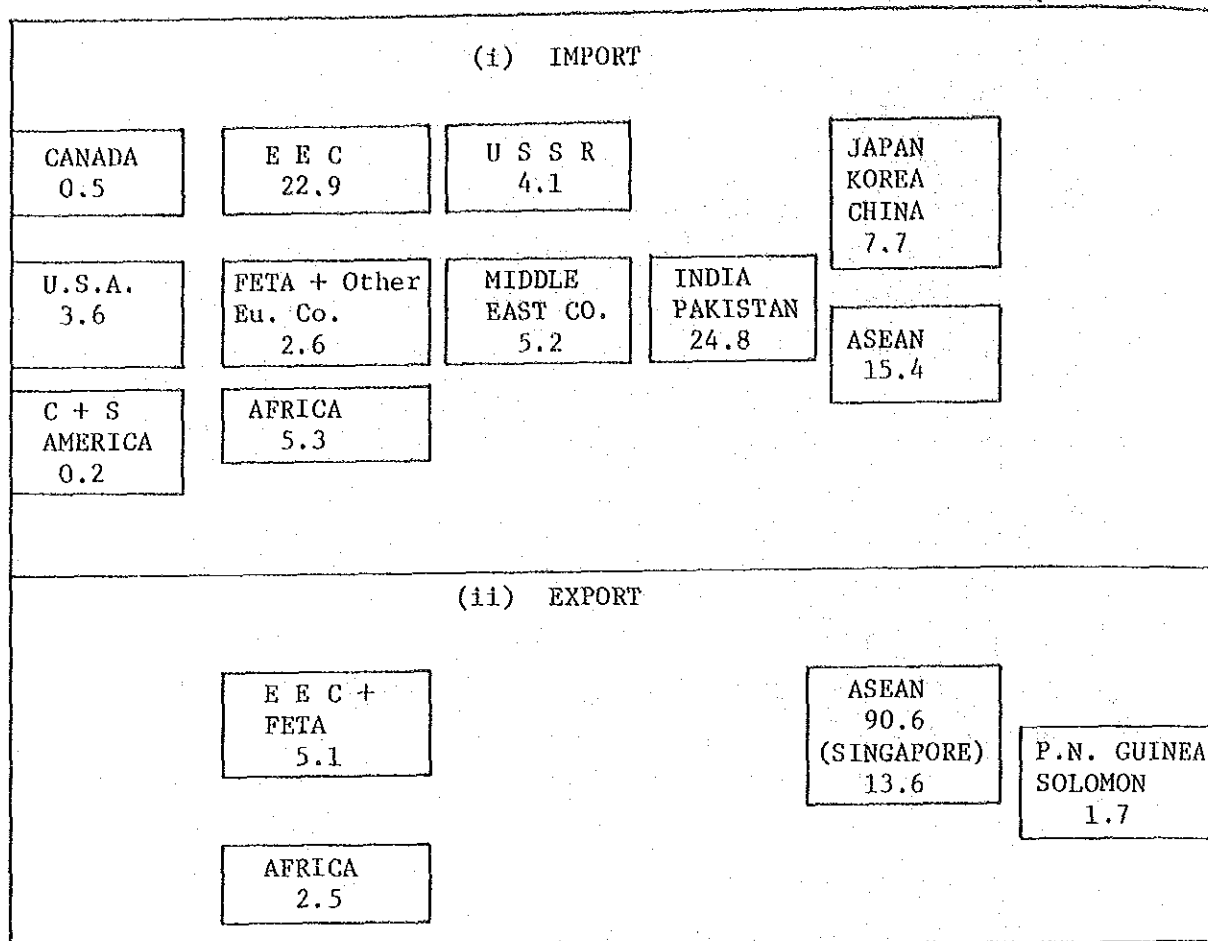 (i) IMPORT
CANADA
0.5
E E C
22.9
U S S R
4.1
JAPAN
KOREA
CHINA
7.7
U.S.A.
3.6
FETA + Other
Eu. Co.
2.6
MIDDLE
EAST CO.
5.2
INDIA
PAKISTAN
24.8
ASEAN
15.4
C + S
AMERICA
0.2
AFRICA
5.3
(ii) EXPORT
E E C +
FETA
5.1
ASEAN
90.6
(SINGAPORE)
13.6
P.N. GUINEA
SOLOMON
1.7
AFRICA
2.5